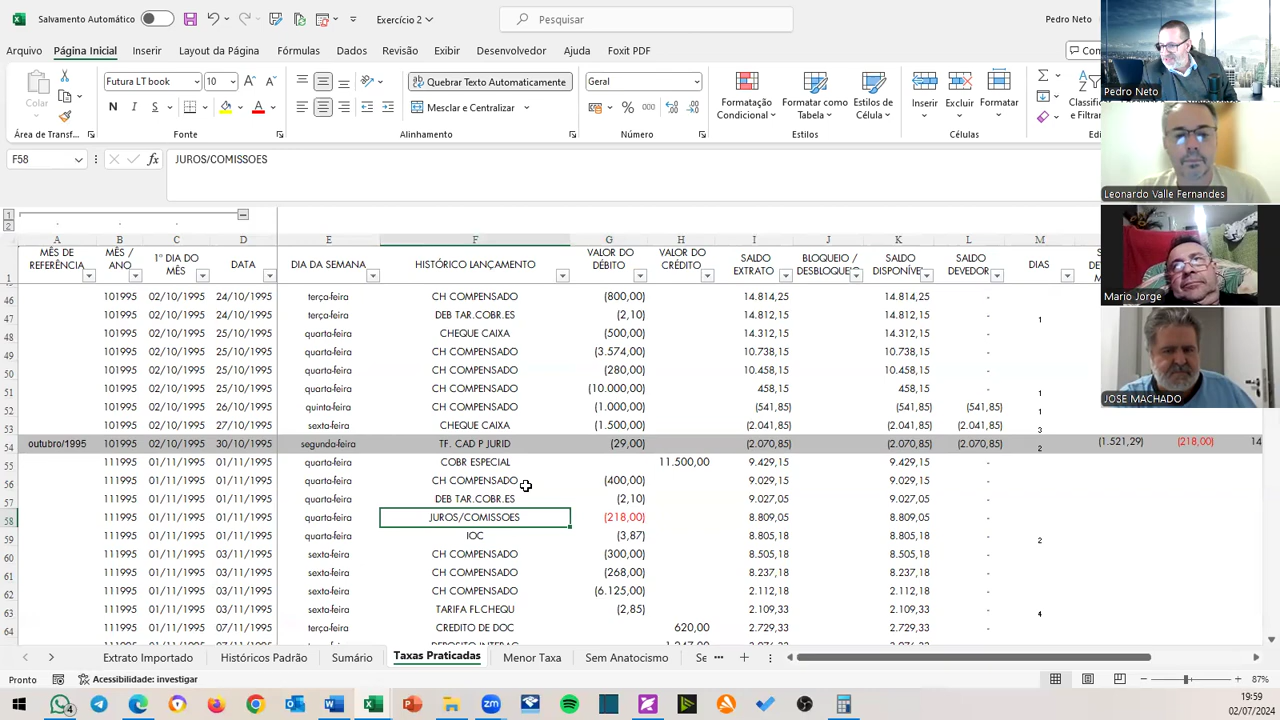 Salvamento Automático
Exercício 2
Pesquisar
Pedro Neto
Arquivo Página Inicial Inserir Layout da Página Fórmulas Dados Revisão Exibir Desenvolvedor Ajuda Foxit PDF
Colar
Futura LT book 10
Quebrar Texto Automaticamente
Geral
Formatação Condicional
Formatar como Tabela
Estilos de Célula
Inserir Excluir Formatar
N I S
Mesclar e Centralizar
Área de Transf... Fonte Alinhamento Número Estilos Células
F58 JUROS/COMISSOES
1
2
A B C D E F G H I J K L M
1 MÊS DE REFERÊNCIA MÊS / ANO 1º DIA DO MÊS DATA DIA DA SEMANA HISTÓRICO LANÇAMENTO VALOR DO DÉBITO VALOR DO CRÉDITO SALDO EXTRATO SALDO DISPONÍVE SALDO DEVEDOR DIAS
46 101995 02/10/1995 24/10/1995 terça-feira CH COMPENSADO (800,00) 14.814,25 14.814,25 -
47 101995 02/10/1995 24/10/1995 terça-feira DEB TAR.COBR.ES (2,10) 14.812,15 14.812,15 - 1
48 101995 02/10/1995 25/10/1995 quarta-feira CHEQUE CAIXA (500,00) 14.312,15 14.312,15 -
49 101995 02/10/1995 25/10/1995 quarta-feira CH COMPENSADO (3.574,00) 10.738,15 10.738,15 -
50 101995 02/10/1995 25/10/1995 quarta-feira CH COMPENSADO (280,00) 10.458,15 10.458,15 -
51 101995 02/10/1995 25/10/1995 quarta-feira CH COMPENSADO (10.000,00) 458,15 458,15 - 1
52 101995 02/10/1995 26/10/1995 quinta-feira CH COMPENSADO (1.000,00) (541,85) (541,85) (541,85) 1
53 101995 02/10/1995 27/10/1995 sexta-feira CHEQUE CAIXA (1.500,00) (2.041,85) (2.041,85) (2.041,85) 3
54 outubro/1995 101995 02/10/1995 30/10/1995 segunda-feira TF. CAD P JURID (29,00) (2.070,85) (2.070,85) (2.070,85) 2 (1.521,29) (218,00) 14
55 111995 01/11/1995 01/11/1995 quarta-feira COBR ESPECIAL 11.500,00 9.429,15 9.429,15 -
56 111995 01/11/1995 01/11/1995 quarta-feira CH COMPENSADO (400,00) 9.029,15 9.029,15 -
57 111995 01/11/1995 01/11/1995 quarta-feira DEB TAR.COBR.ES (2,10) 9.027,05 9.027,05 -
58 111995 01/11/1995 01/11/1995 quarta-feira JUROS/COMISSOES (218,00) 8.809,05 8.809,05 -
59 111995 01/11/1995 01/11/1995 quarta-feira IOC (3,87) 8.805,18 8.805,18 - 2
60 111995 01/11/1995 03/11/1995 sexta-feira CH COMPENSADO (300,00) 8.505,18 8.505,18 -
61 111995 01/11/1995 03/11/1995 sexta-feira CH COMPENSADO (268,00) 8.237,18 8.237,18 -
62 111995 01/11/1995 03/11/1995 sexta-feira CH COMPENSADO (6.125,00) 2.112,18 2.112,18 -
63 111995 01/11/1995 03/11/1995 sexta-feira TARIFA FL.CHEQU (2,85) 2.109,33 2.109,33 - 4
64 111995 01/11/1995 07/11/1995 terça-feira CREDITO DE DOC 620,00 2.729,33 2.729,33 -
Extrato Importado Históricos Padrão Sumário Taxas Praticadas Menor Taxa Sem Anatocismo
Pronto Acessibilidade: investigar 87%
19:59
02/07/2024
Pedro Neto
Leonardo Valle Fernandes
Mario Jorge
JOSE MACHADO